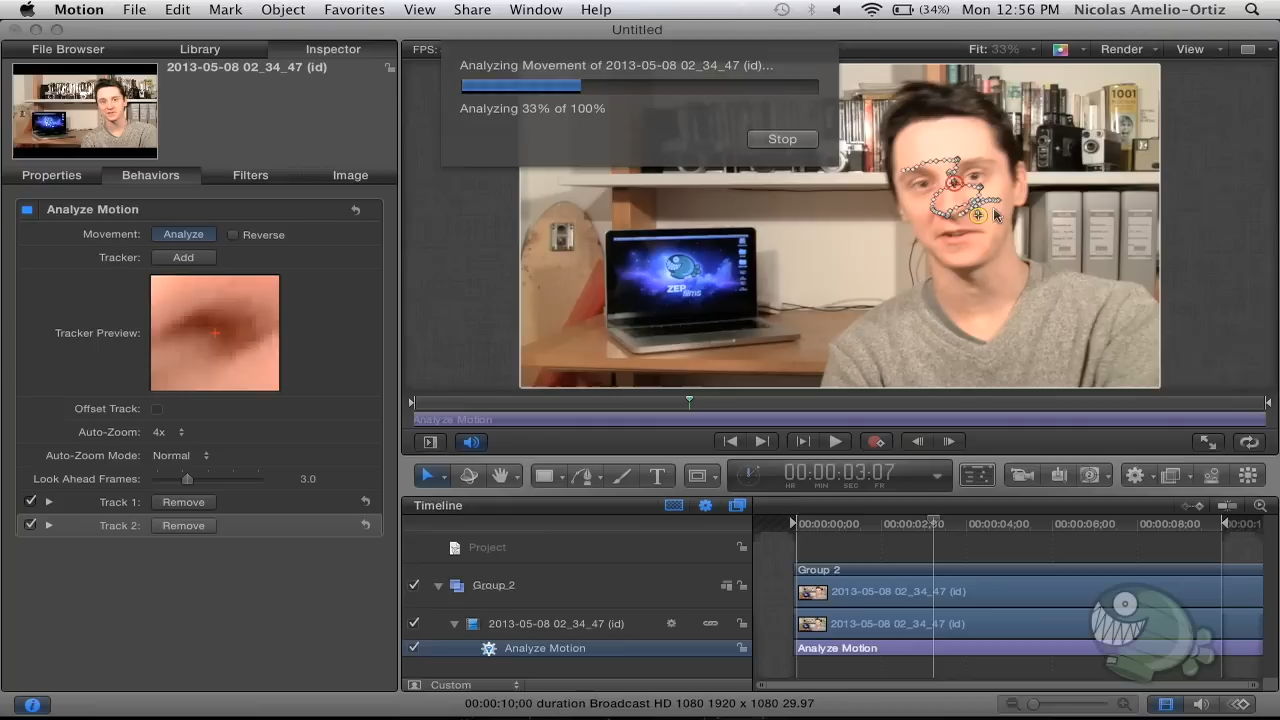 Motion File Edit Mark Object Favorites View Share Window Help (34%) Mon 12:56 PM Nicolas Amelio-Ortiz
Untitled
File Browser Library Inspector FPS: Fit: 33% Render View
2013-05-08 02_34_47 (id)
Analyzing Movement of 2013-05-08 02_34_47 (id)...
Analyzing 33% of 100%
Stop
1001
ZEP
films
Properties Behaviors Filters Image
Analyze Motion
Movement: Analyze Reverse
Tracker: Add
Tracker Preview:
Offset Track:
Auto-Zoom: 4x
Auto-Zoom Mode: Normal
Look Ahead Frames: 3.0
Track 1: Remove
Track 2: Remove
Analyze Motion
00:00:03;07
HR MIN SEC FR
Timeline
00:00:00;00 00:00:02;00 00:00:04;00 00:00:06;00 00:00:08;00 00:00:1
Project
Group 2
Group 2
2013-05-08 02_34_47 (id)
2013-05-08 02_34_47 (id)
2013-05-08 02_34_47 (id)
Analyze Motion
Analyze Motion
Custom
00:00:10;00 duration Broadcast HD 1080 1920 x 1080 29.97